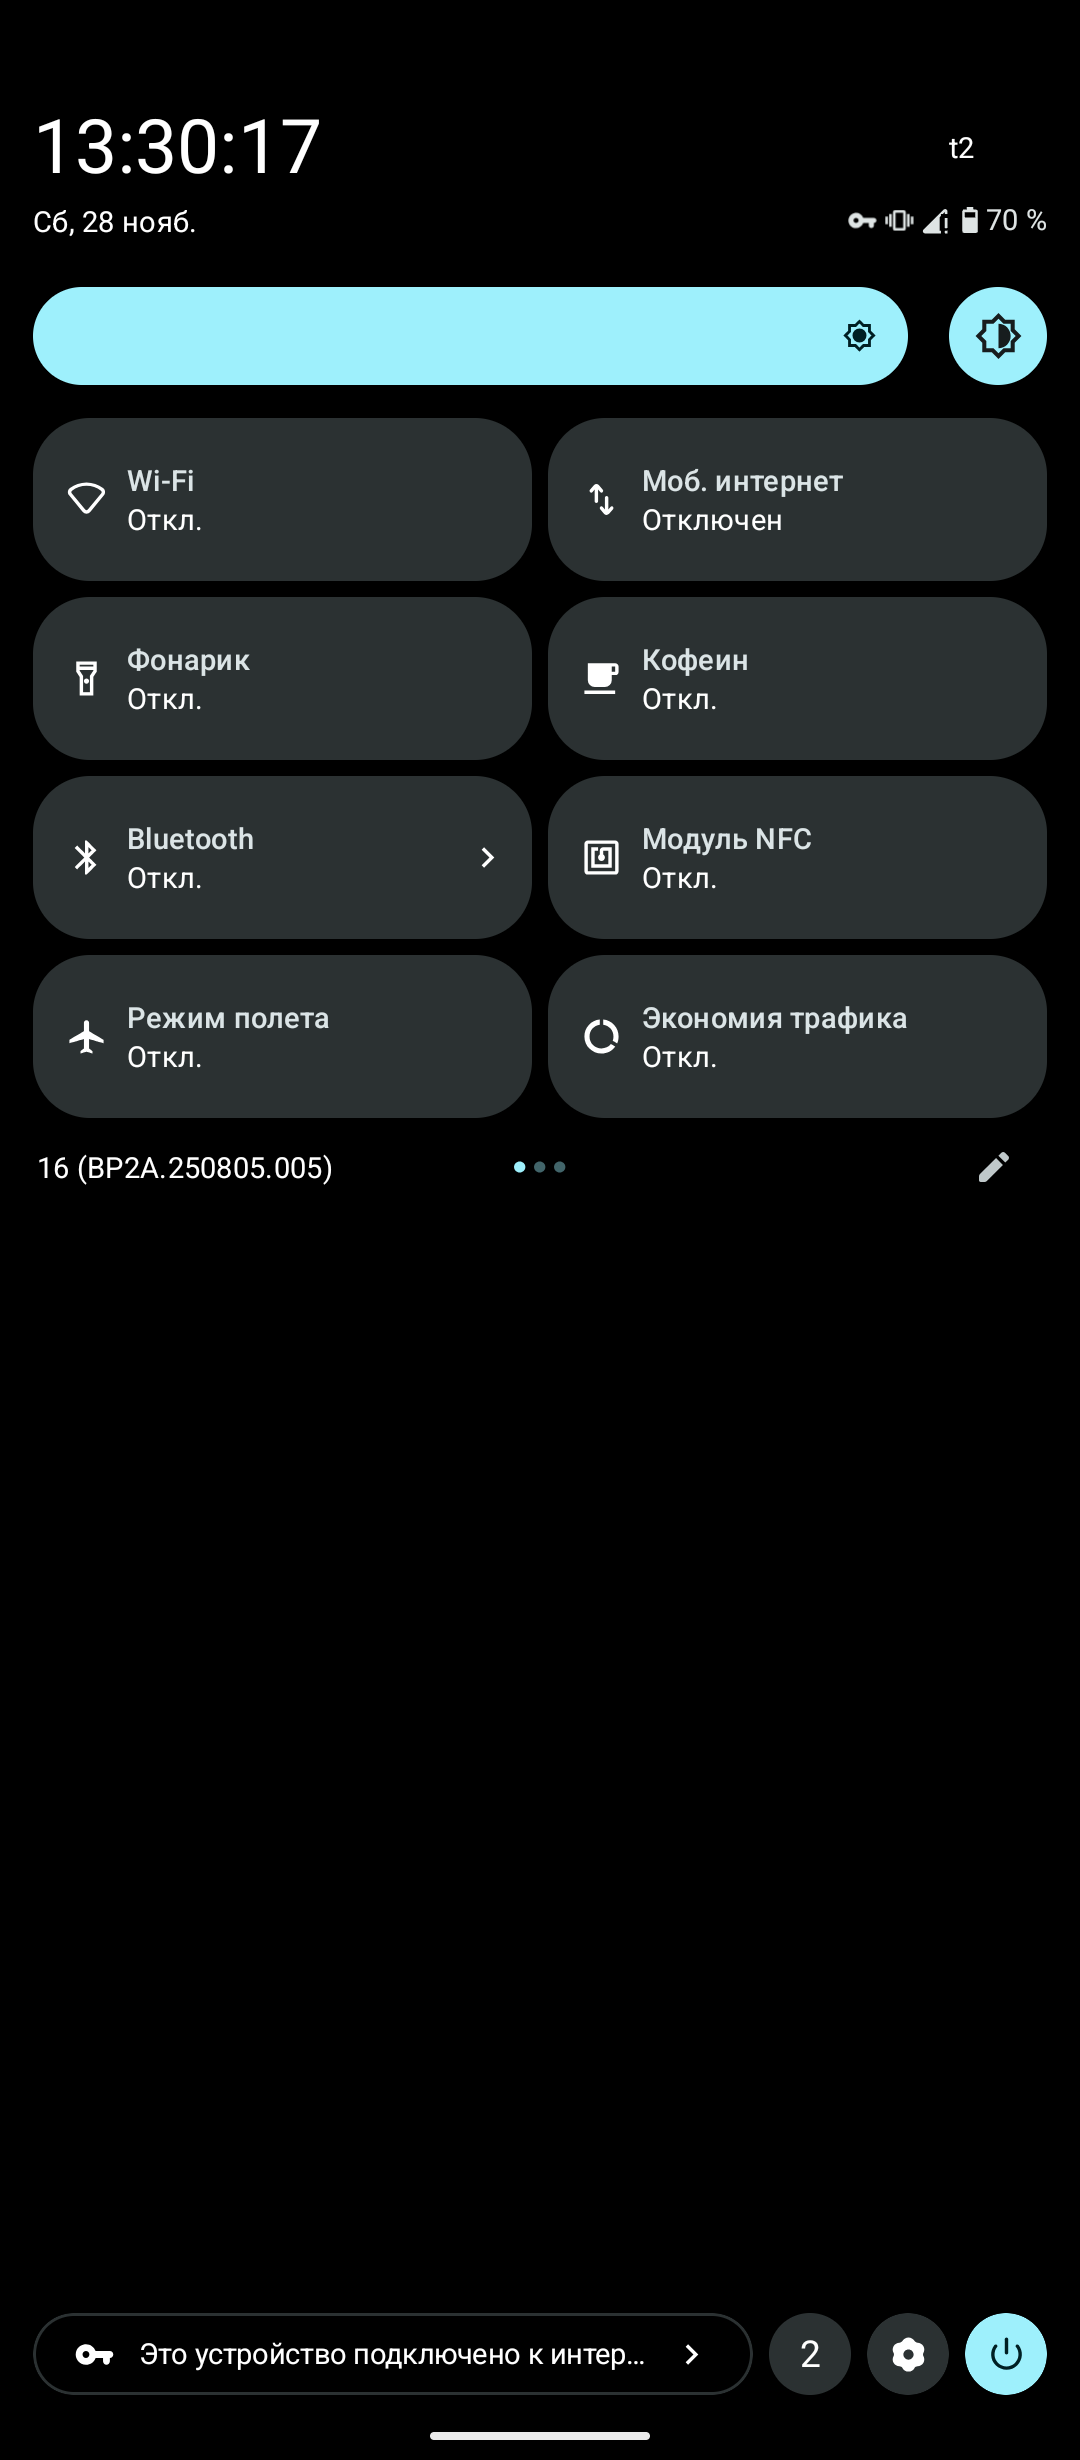 13:30:17
t2
Сб, 28 нояб.
70 %
Wi-Fi
Откл.
Моб. интернет
Отключен
Фонарик
Откл.
Кофеин
Откл.
Bluetooth
Откл.
Модуль NFC
Откл.
Режим полета
Откл.
Экономия трафика
Откл.
16 (BP2A.250805.005)
Это устройство подключено к интер…
2